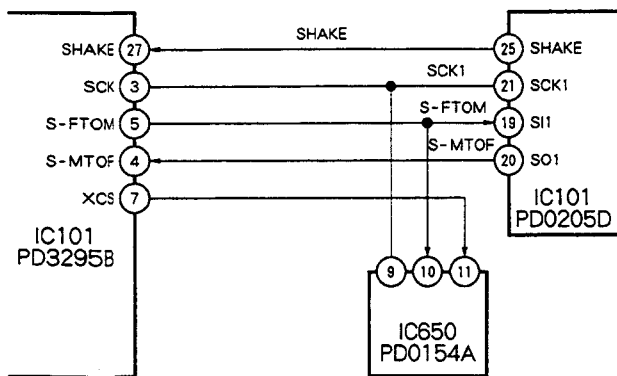 SHAKE
SHAKE 27 25 SHAKE
SCK1
SCK 3 21 SCK1
S-FTOM
S-FTOM 5 19 SI1
S-MTOF
S-MTOF 4 20 SO1
XCS 7
IC101
PD0205D
IC101
PD3295B
9 10 11
IC650
PD0154A